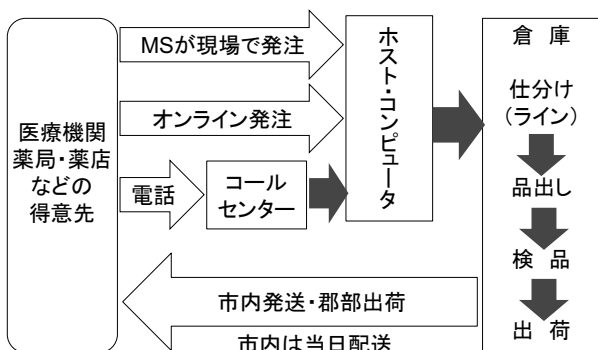 医療機関
薬局・薬店
などの
得意先
MSが現場で発注
オンライン発注
電話
コール
センター
ホスト・コンピュータ
倉 庫
仕分け
(ライン)
品出し
検 品
出 荷
市内発送・郡部出荷
市内は当日配送